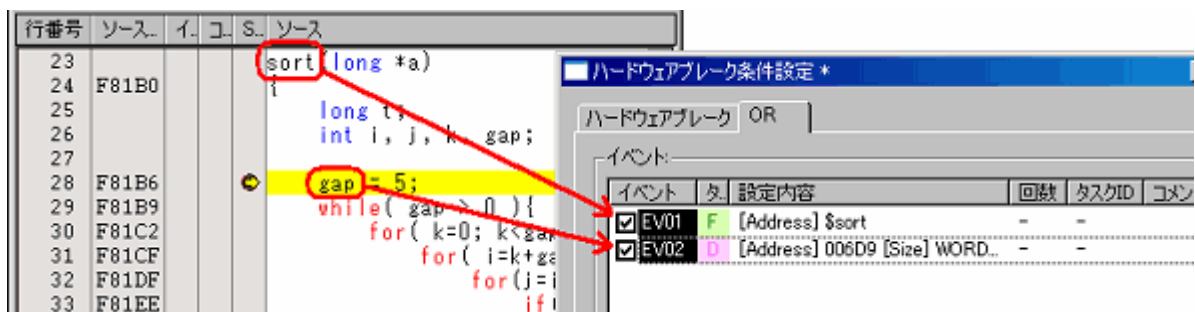 行番号 ソース... イ.. コ.. S... ソース
23 sort(long *a)
24 F81B0 {
25 long t;
26 int i, j, k, gap;
27
28 F81B6 gap = 5;
29 F81B9 while( gap > 0 ){
30 F81C2 for( k=0; k<gap
31 F81CF for( i=k+ga
32 F81DF for(j=i
33 F81EE if(
ハードウェアブレーク条件設定 *
ハードウェアブレーク OR
イベント:
イベント タ.. 設定内容 回数 タスクID コメン
EV01 F [Address] $sort - -
EV02 D [Address] 006D9 [Size] WORD... - -